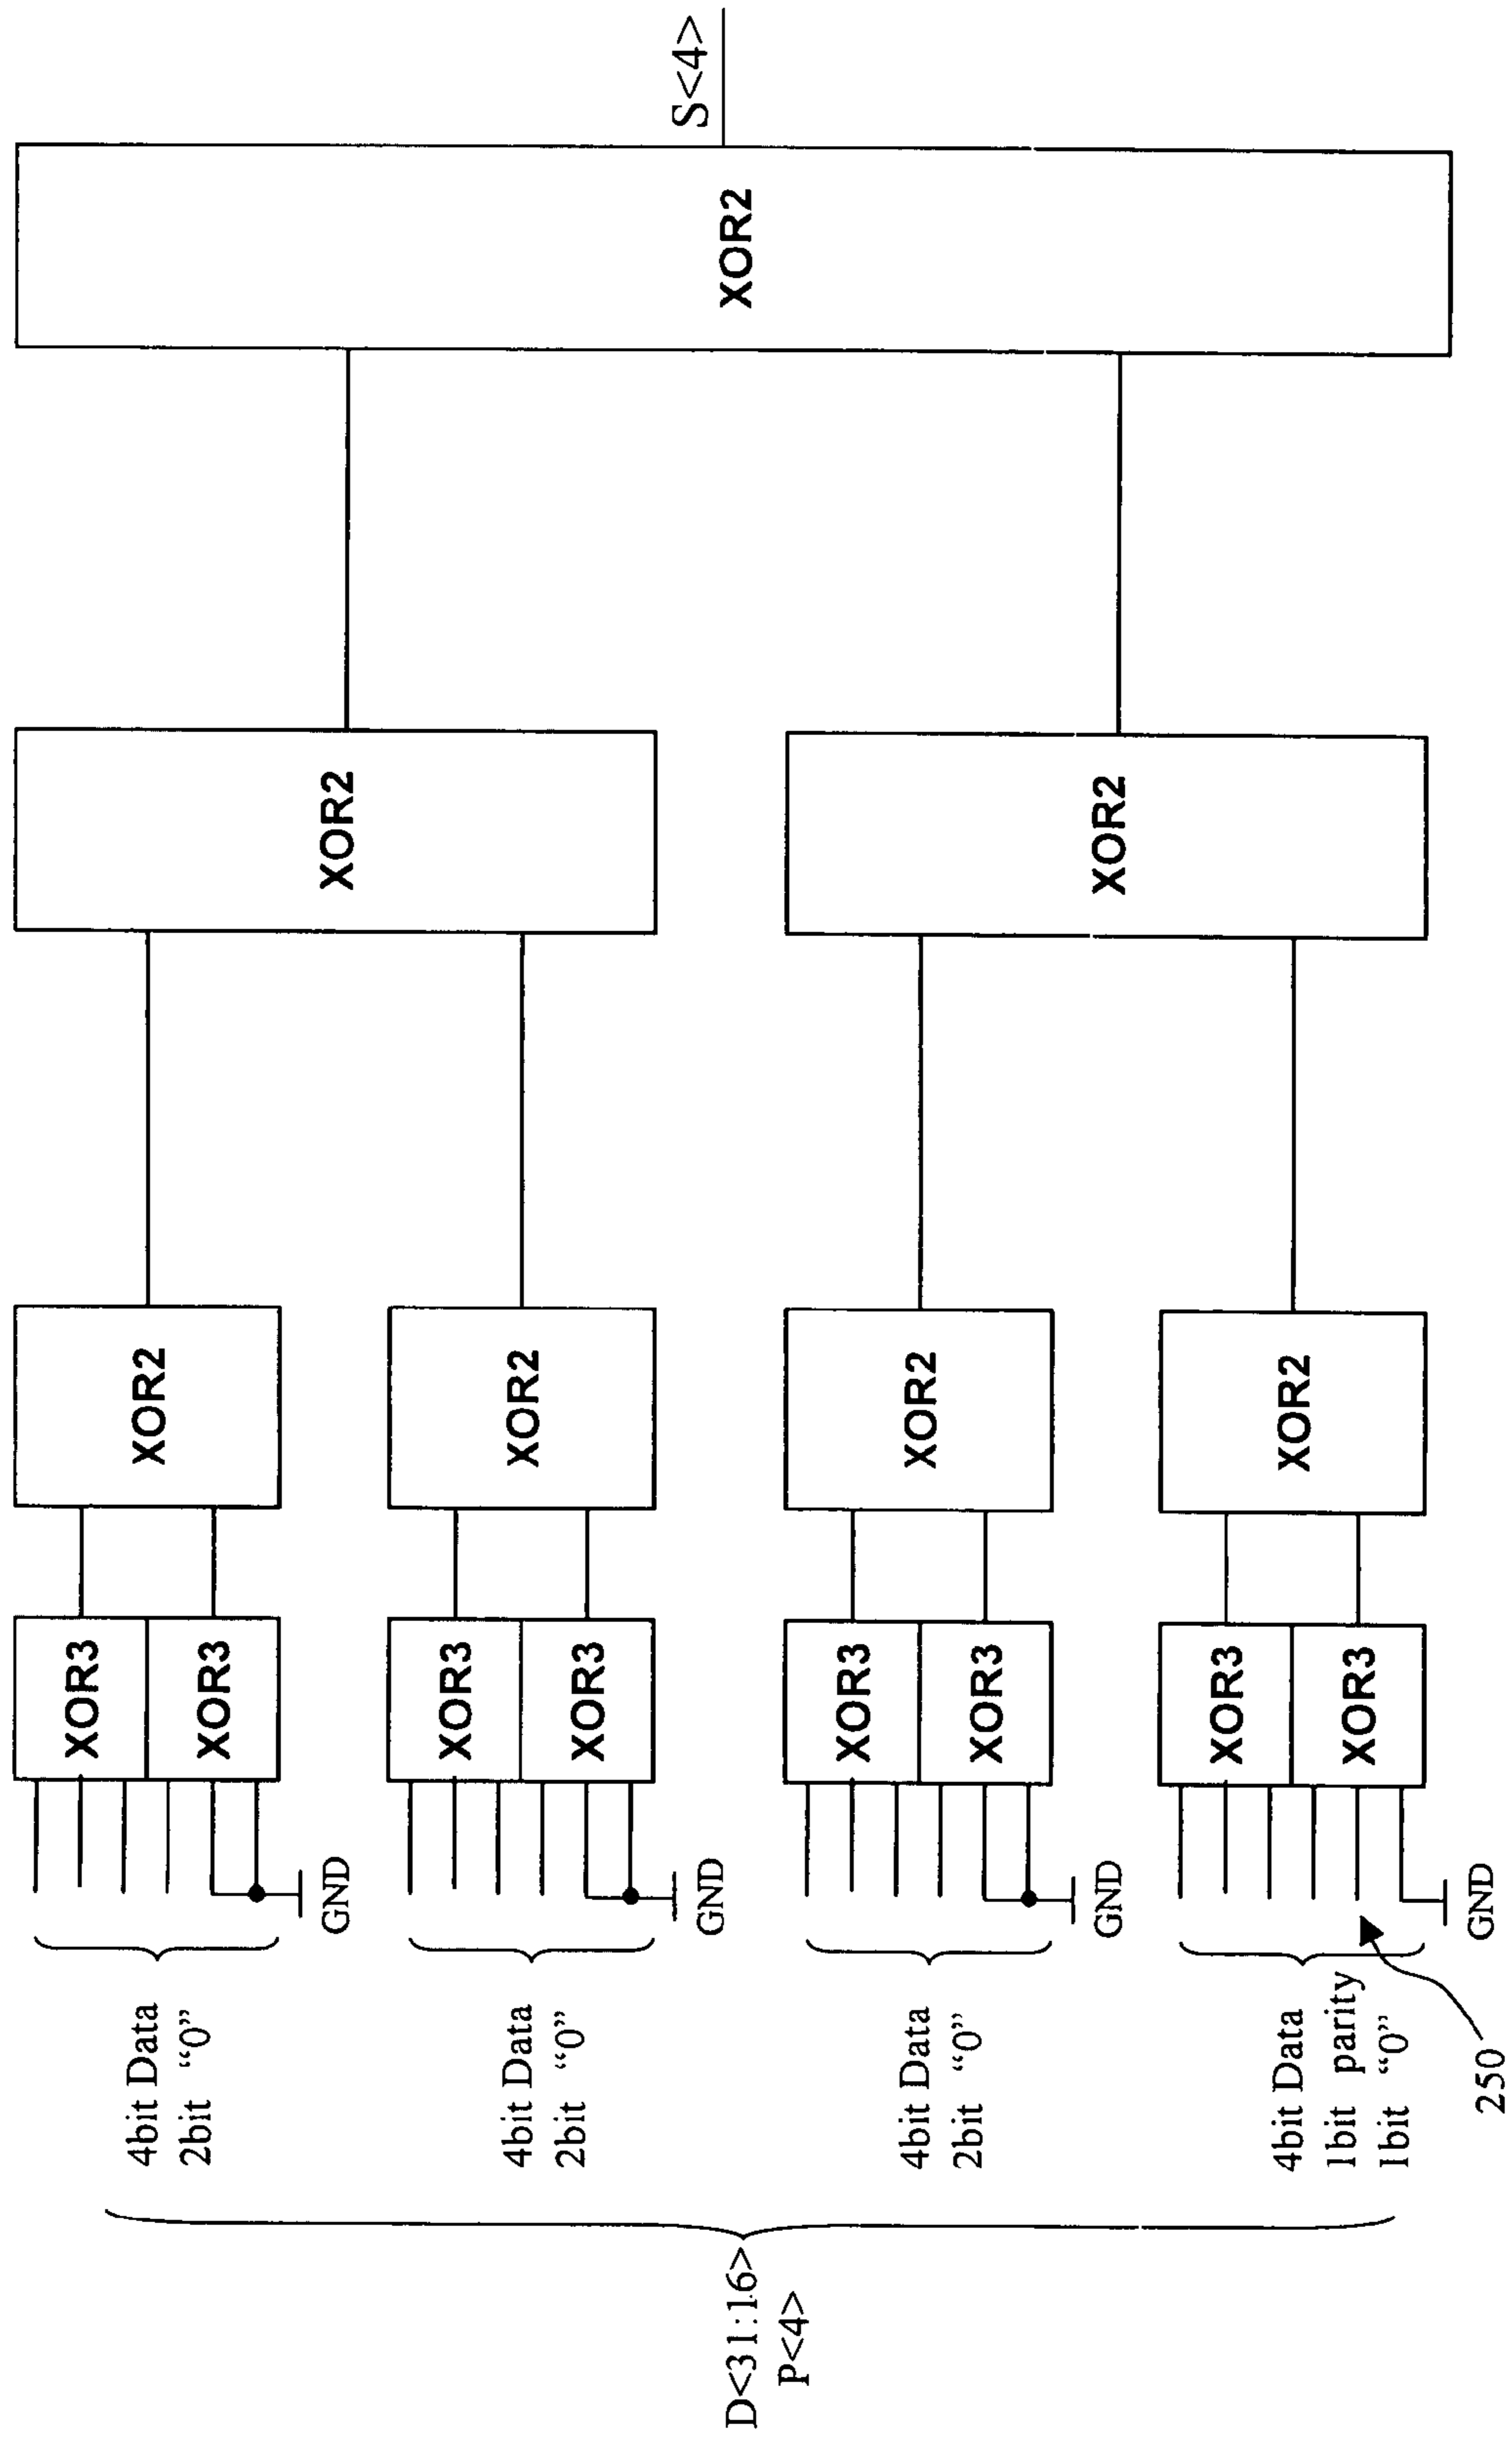 D<31:16>
P<4>
4bit Data
2bit "0"
4bit Data
2bit "0"
4bit Data
2bit "0"
4bit Data
1bit parity
1bit "0"
250
GND
GND
GND
GND
XOR3
XOR3
XOR3
XOR3
XOR3
XOR3
XOR3
XOR3
XOR2
XOR2
XOR2
XOR2
XOR2
XOR2
XOR2
S<4>